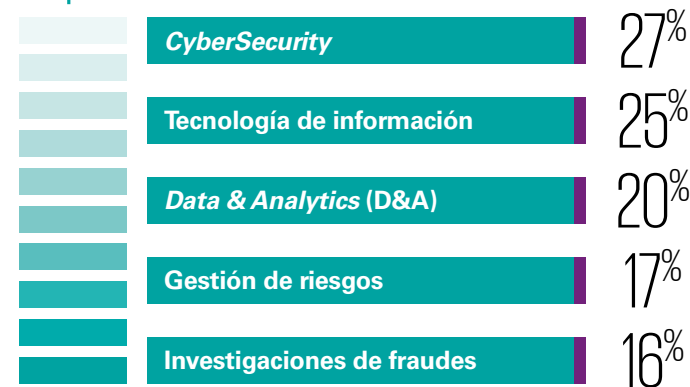 CyberSecurity 27%
Tecnología de información 25%
Data & Analytics (D&A) 20%
Gestión de riesgos 17%
Investigaciones de fraudes 16%